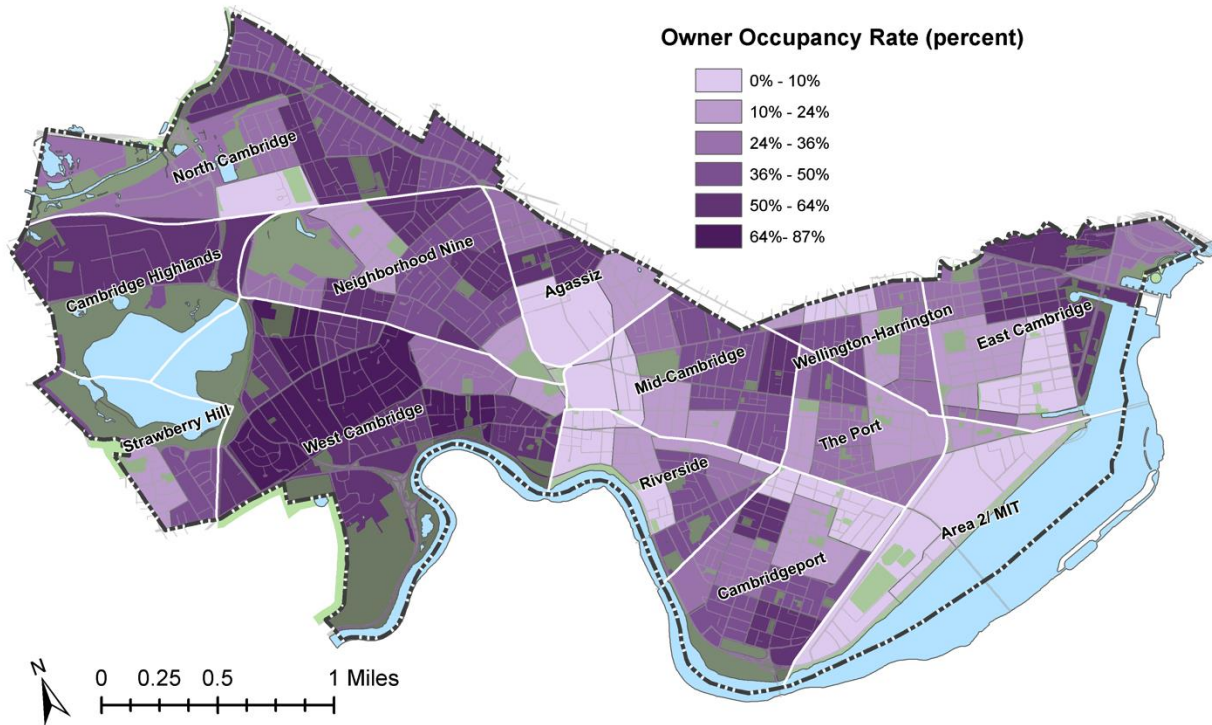 Owner Occupancy Rate (percent)
0% - 10%
10% - 24%
24% - 36%
36% - 50%
50% - 64%
64%- 87%
North Cambridge
Cambridge Highlands
Neighborhood Nine
Agassiz
Strawberry Hill
West Cambridge
Mid-Cambridge
Wellington-Harrington
East Cambridge
The Port
Riverside
Area 2/ MIT
Cambridgeport
N
0 0.25 0.5 1 Miles